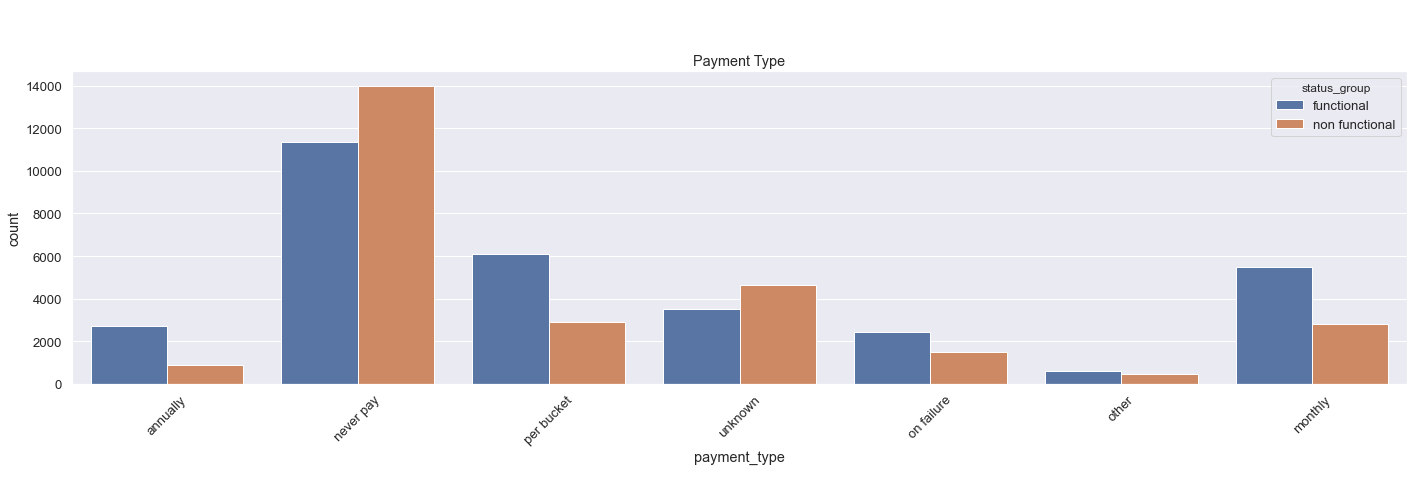 Payment Type
status_group
functional
non functional
14000
12000
10000
8000
6000
4000
2000
0
count
annually
never pay
per bucket
unknown
on failure
other
monthly
payment_type